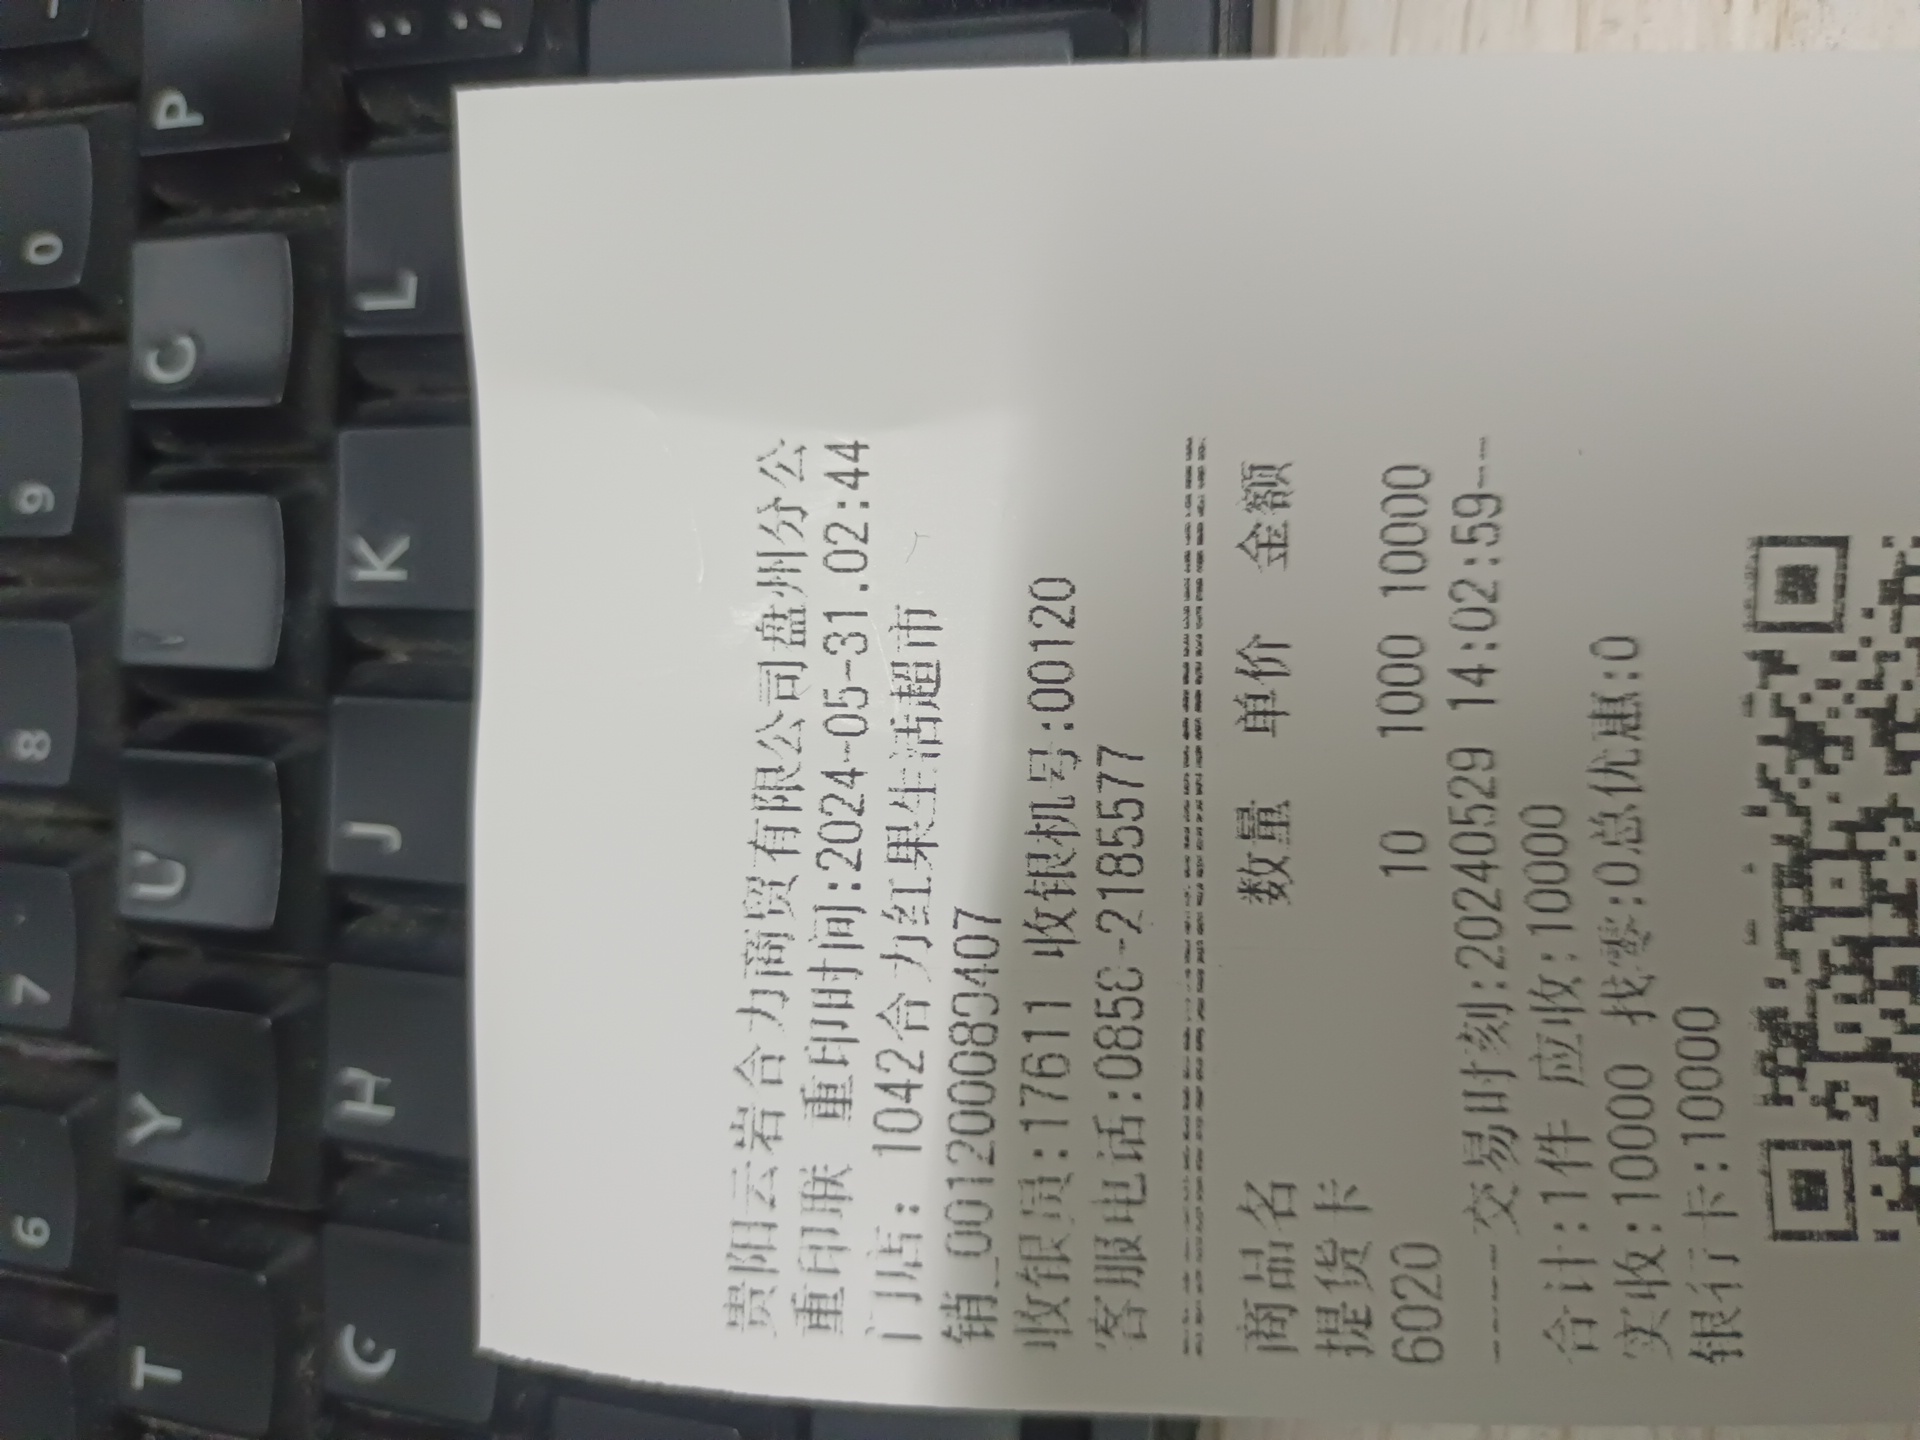 贵阳云岩合力商贸有限公司盘州分公
重印联 重印时间:2024-05-31.02:44
门店: 1042合力红果生活超市
销_001200089407
收银员:17611 收银机号:00120
客服电话:0858-2185577
商品名 数量 单价 金额
提货卡
6020 10 1000 10000
-----交易时刻:20240529 14:02:59---
合计:1件 应收:10000
实收:10000 找零:0总优惠:0
银行卡:10000
P
0
C
L
9
K
8
U
J
7
Y
H
6
T